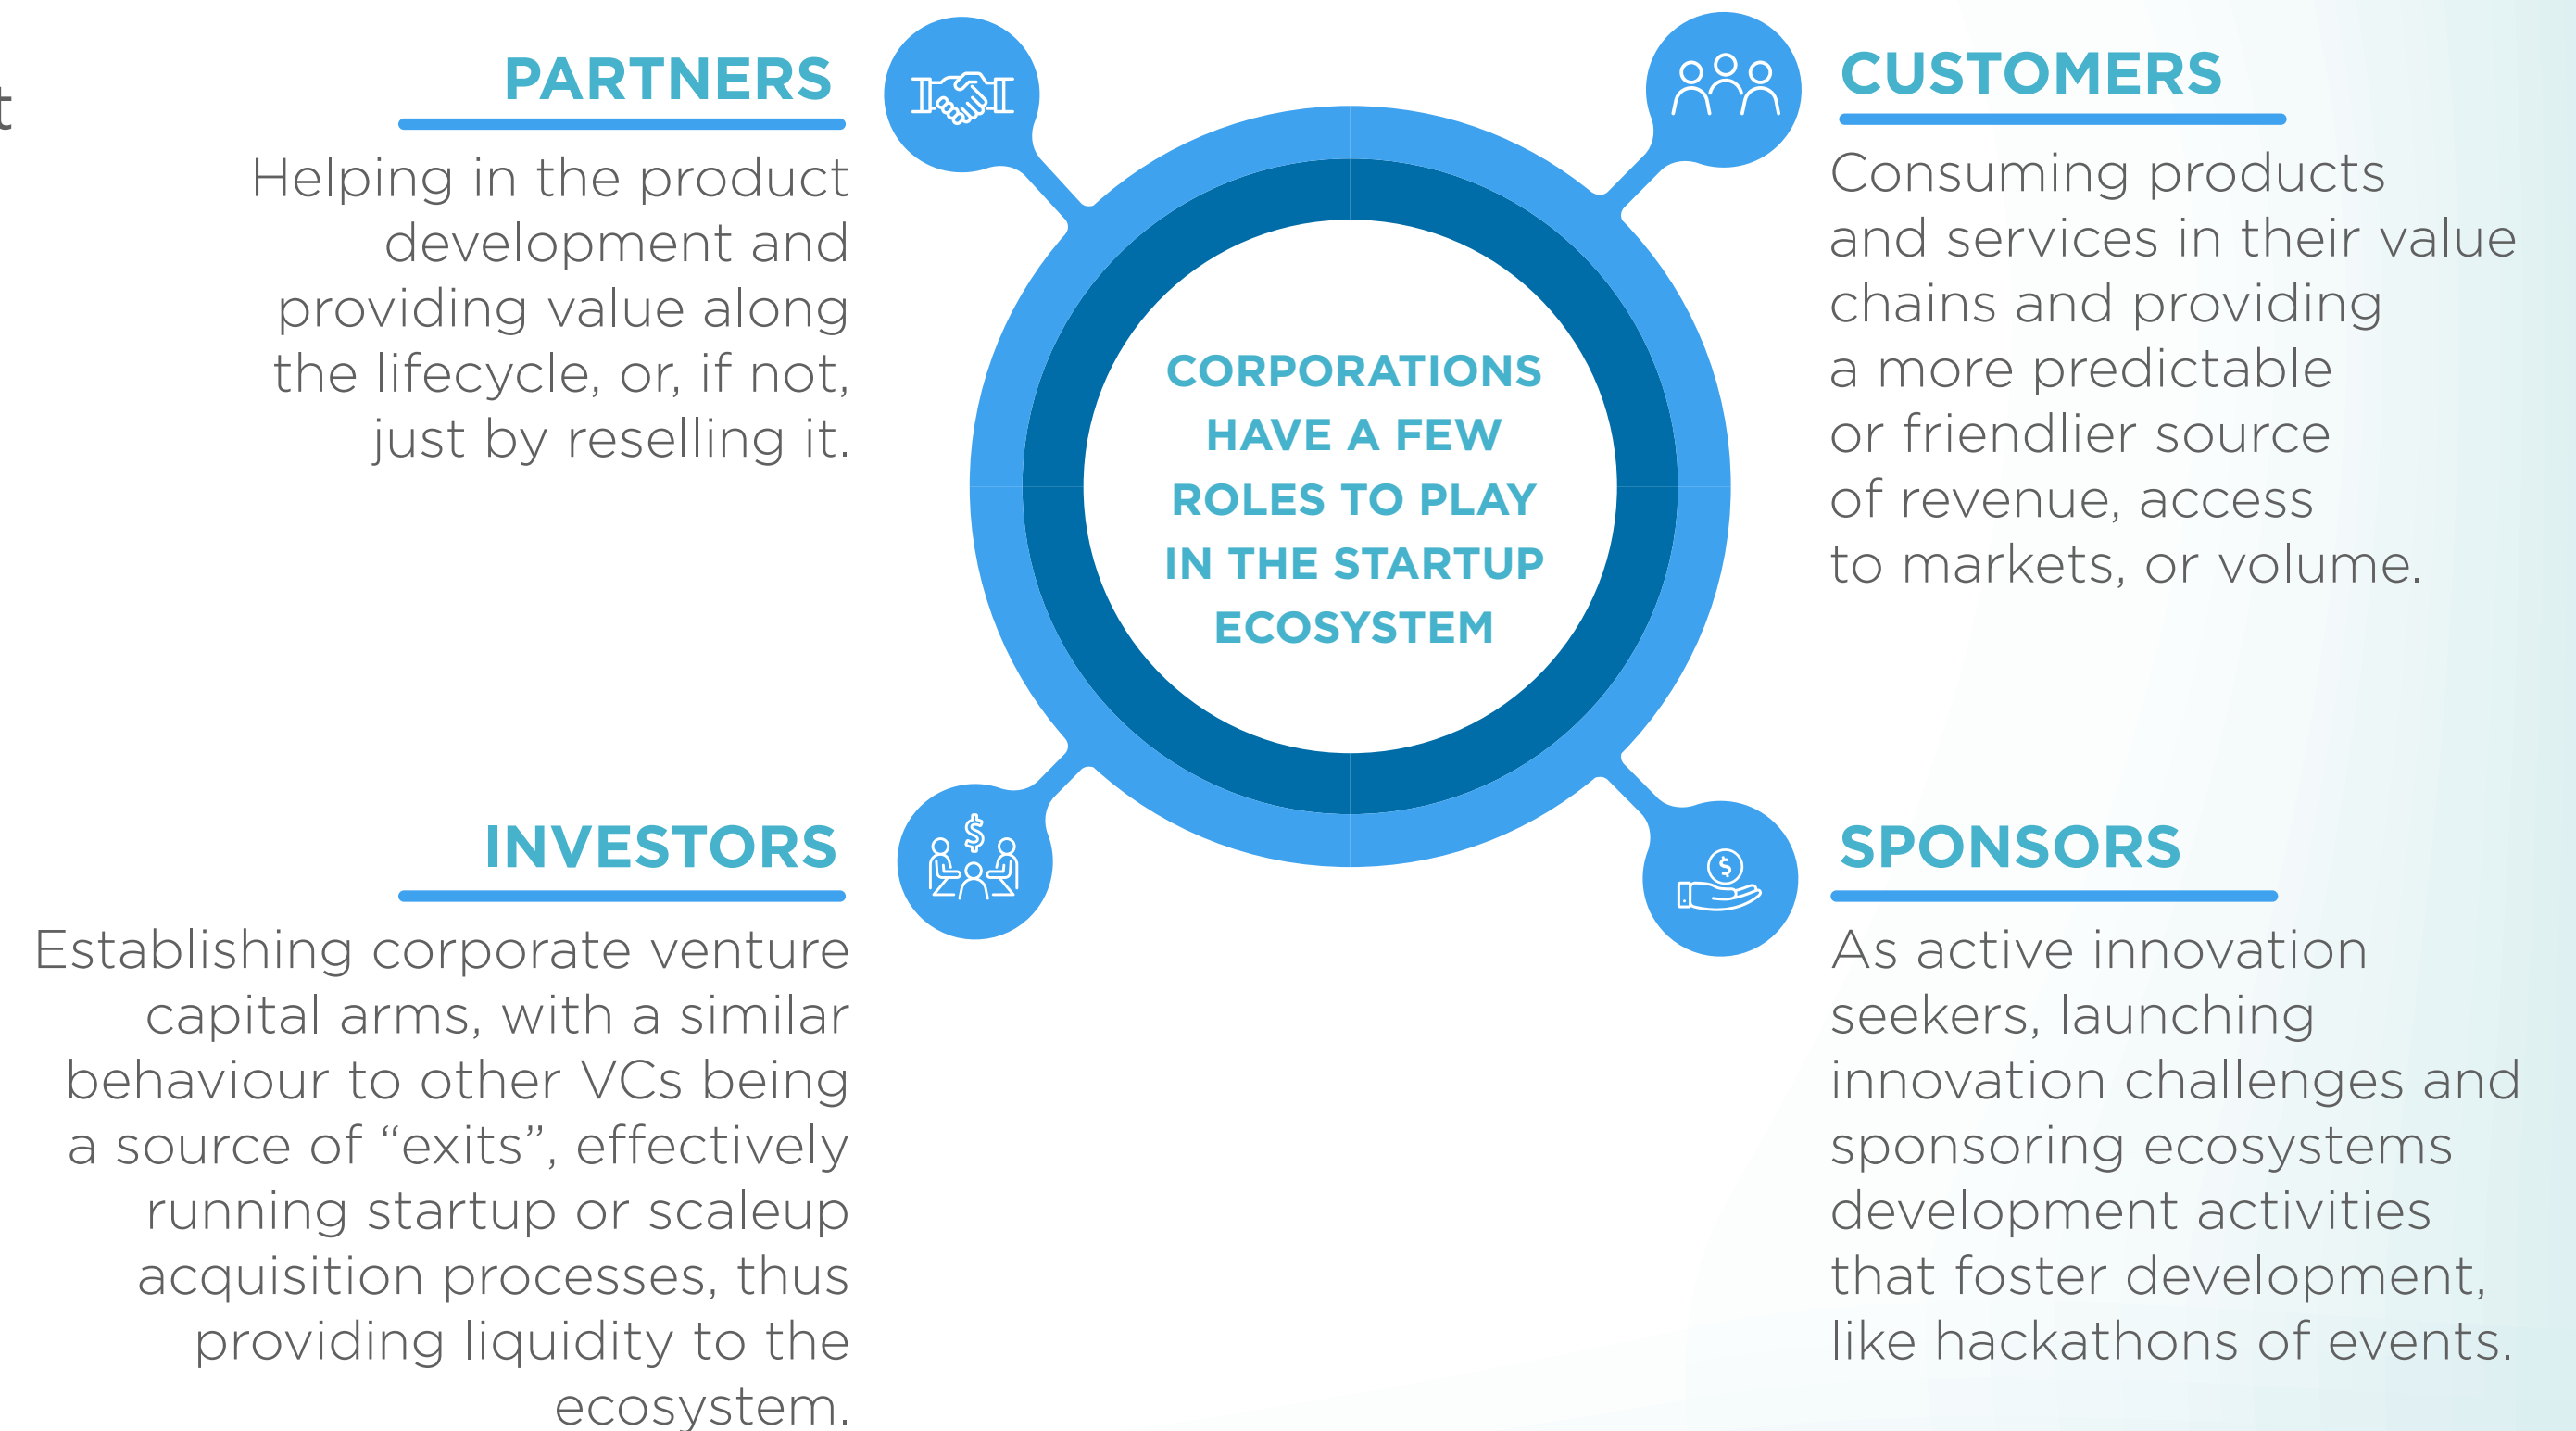 t
PARTNERS
Helping in the product
development and
providing value along
the lifecycle, or, if not,
just by reselling it.
CUSTOMERS
Consuming products
and services in their value
chains and providing
a more predictable
or friendlier source
of revenue, access
to markets, or volume.
CORPORATIONS
HAVE A FEW
ROLES TO PLAY
IN THE STARTUP
ECOSYSTEM
INVESTORS
Establishing corporate venture
capital arms, with a similar
behaviour to other VCs being
a source of “exits”, effectively
running startup or scaleup
acquisition processes, thus
providing liquidity to the
ecosystem.
SPONSORS
As active innovation
seekers, launching
innovation challenges and
sponsoring ecosystems
development activities
that foster development,
like hackathons of events.